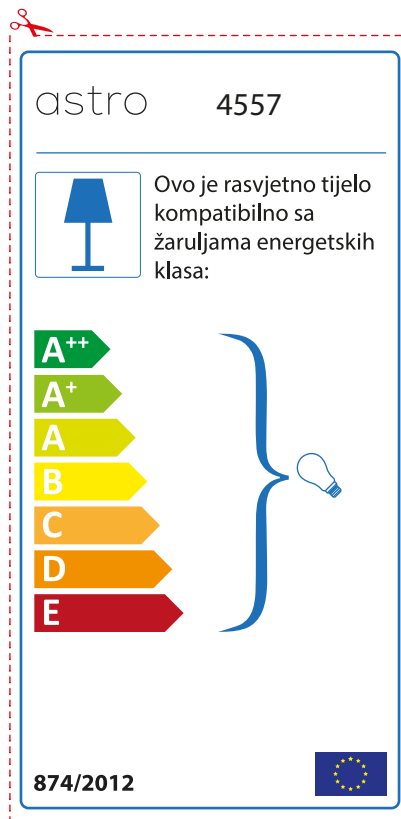 astro 4557
Ovo je rasvjetno tijelo
kompatibilno sa
žaruljama energetskih
klasa:
A++
A+
A
B
C
D
E
874/2012